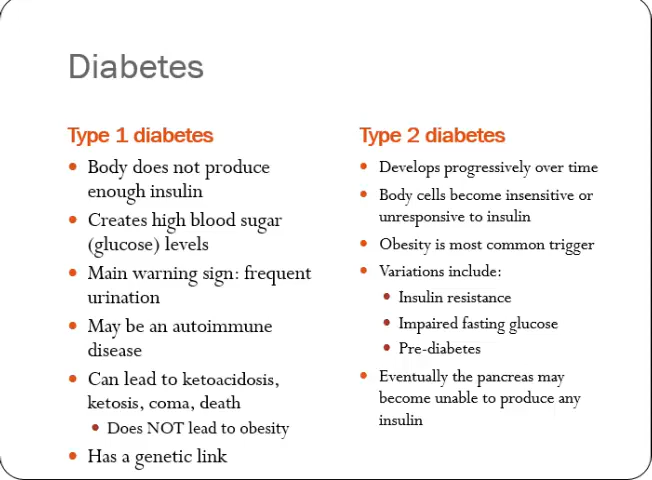 Diabetes
Type 1 diabetes
• Body does not produce
enough insulin
• Creates high blood sugar
(glucose) levels
• Main warning sign: frequent
urination
• May be an autoimmune
disease
• Can lead to ketoacidosis,
ketosis, coma, death
• Does NOT lead to obesity
• Has a genetic link
Type 2 diabetes
• Develops progressively over time
• Body cells become insensitive or
unresponsive to insulin
• Obesity is most common trigger
• Variations include:
• Insulin resistance
• Impaired fasting glucose
• Pre-diabetes
• Eventually the pancreas may
become unable to produce any
insulin